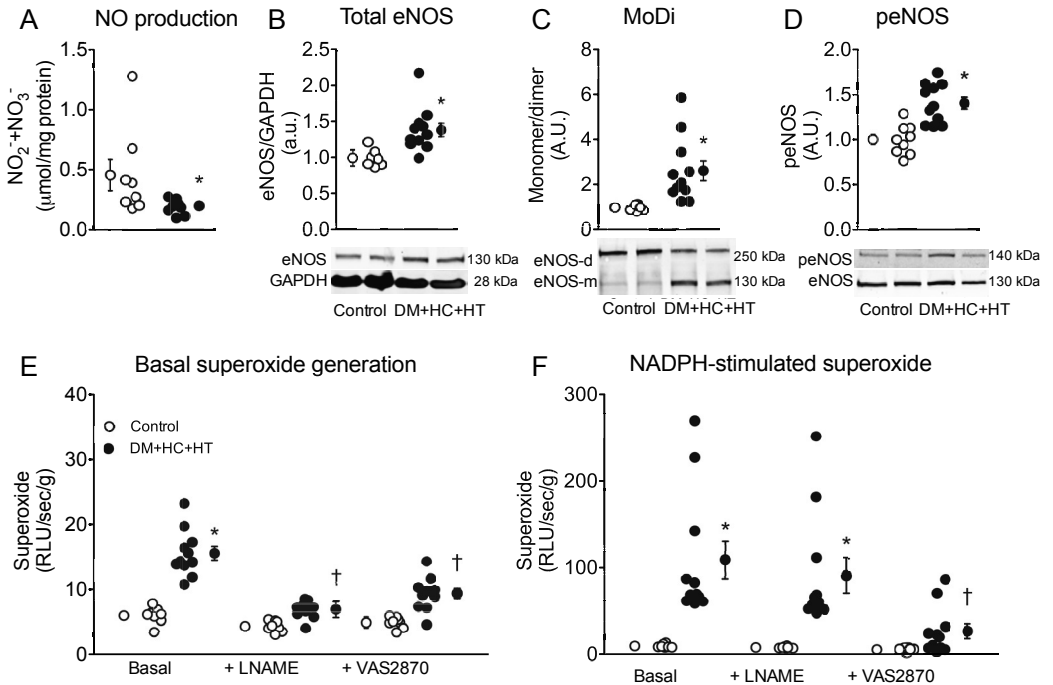 A NO production
NO2-+NO3-
(μmol/mg protein)
1.5
1.0
0.5
0.0
*
B Total eNOS
eNOS/GAPDH
(a.u.)
2.5
2.0
1.5
1.0
0.5
0.0
*
eNOS 130 kDa
GAPDH 28 kDa
Control DM+HC+HT
C MoDi
Monomer/dimer
(A.U.)
8
6
4
2
0
*
eNOS-d 250 kDa
eNOS-m 130 kDa
Control DM+HC+HT
D peNOS
peNOS
(A.U.)
2.0
1.5
1.0
0.5
0.0
*
peNOS 140 kDa
eNOS 130 kDa
Control DM+HC+HT
E Basal superoxide generation
Superoxide
(RLU/sec/g)
40
30
20
10
0
Control
DM+HC+HT
*
†
†
Basal + LNAME + VAS2870
F NADPH-stimulated superoxide
Superoxide
(RLU/sec/g)
300
200
100
0
*
*
†
Basal + LNAME + VAS2870